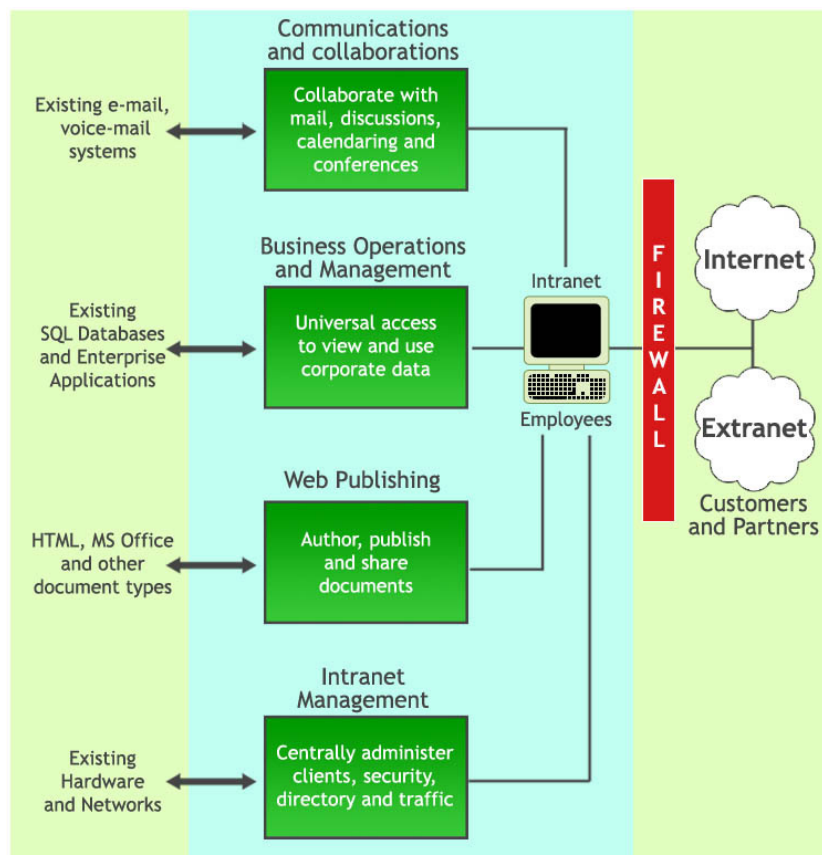 Communications
and collaborations
Existing e-mail,
voice-mail
systems
Collaborate with
mail, discussions,
calendaring and
conferences
Business Operations
and Management
Existing
SQL Databases
and Enterprise
Applications
Universal access
to view and use
corporate data
Intranet
Employees
FIREWALL
Internet
Extranet
Customers
and Partners
Web Publishing
HTML, MS Office
and other
document types
Author, publish
and share
documents
Intranet
Management
Existing
Hardware
and Networks
Centrally administer
clients, security,
directory and traffic